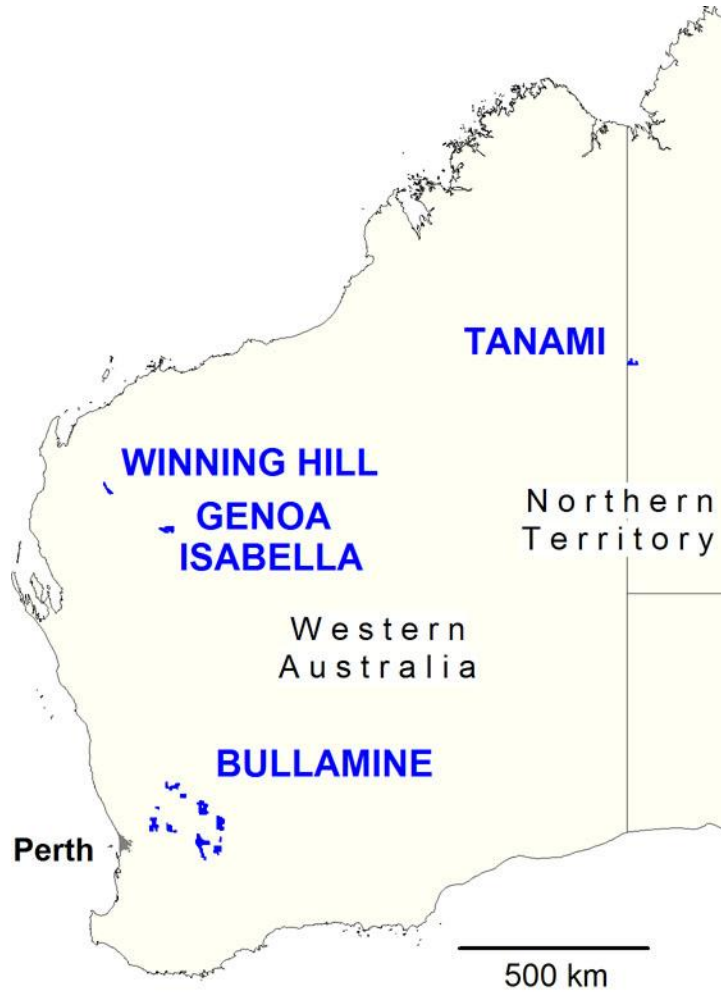 TANAMI
WINNING HILL
GENOA
ISABELLA
Northern
Territory
Western
Australia
BULLAMINE
Perth
500 km